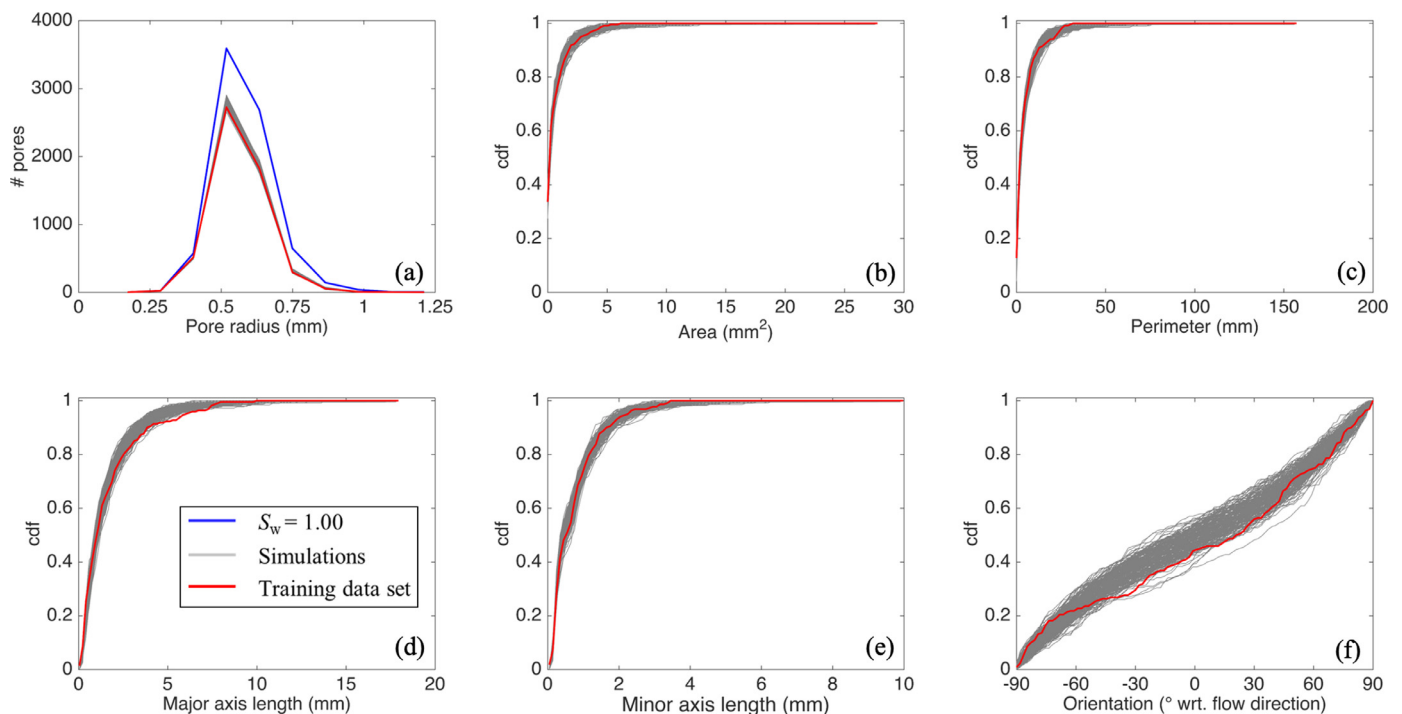 4000
3000
2000
1000
0
# pores
0 0.25 0.5 0.75 1 1.25
Pore radius (mm)
(a)
1
0.8
0.6
0.4
0.2
0
cdf
0 5 10 15 20 25 30
Area (mm²)
(b)
1
0.8
0.6
0.4
0.2
0
cdf
0 50 100 150 200
Perimeter (mm)
(c)
1
0.8
0.6
0.4
0.2
0
cdf
S_w = 1.00
Simulations
Training data set
0 5 10 15 20
Major axis length (mm)
(d)
1
0.8
0.6
0.4
0.2
0
cdf
0 2 4 6 8 10
Minor axis length (mm)
(e)
1
0.8
0.6
0.4
0.2
0
cdf
-90 -60 -30 0 30 60 90
Orientation (° wrt. flow direction)
(f)